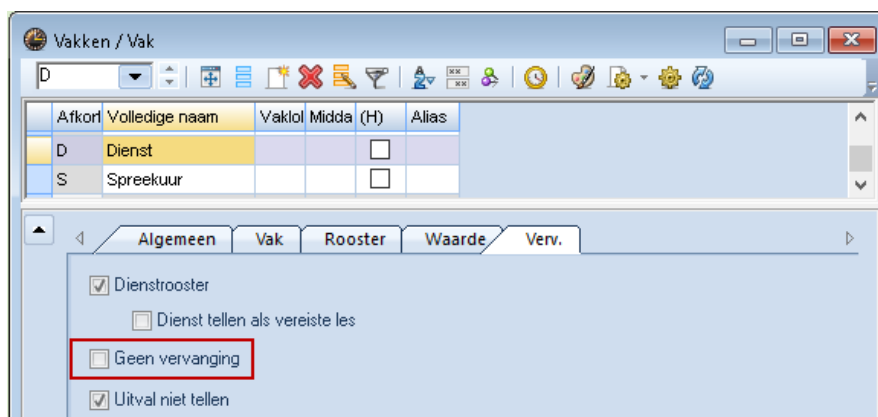 Vakken / Vak
D
Afkort Volledige naam Vaklol Midda (H) Alias
D Dienst
S Spreekuur
Algemeen Vak Rooster Waarde Verv.
Dienstrooster
Dienst tellen als vereiste les
Geen vervanging
Uitval niet tellen